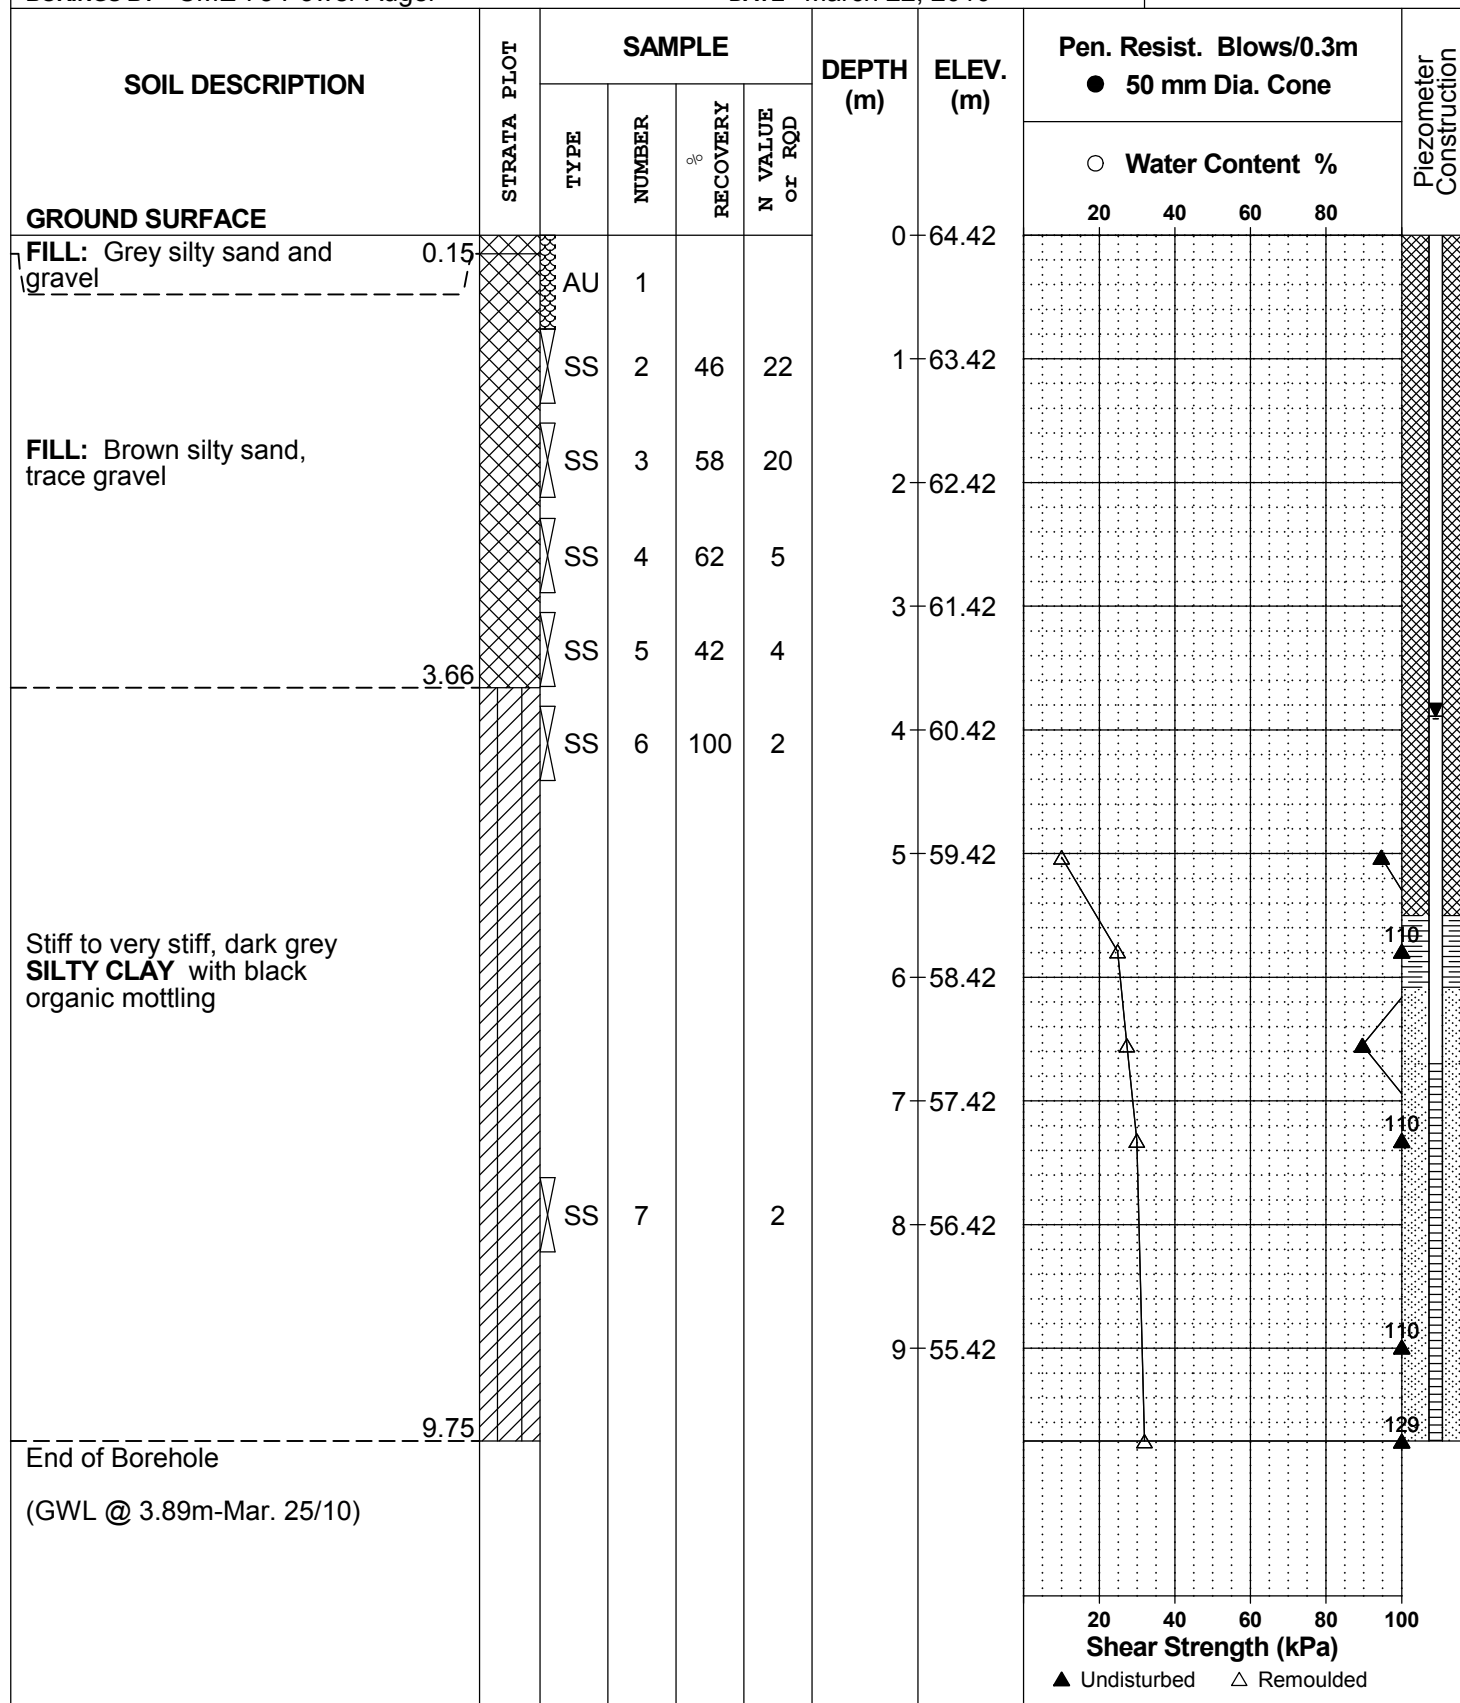 SOIL DESCRIPTION
GROUND SURFACE
STRATA PLOT
SAMPLE
TYPE
NUMBER
% RECOVERY
N VALUE or RQD
DEPTH (m)
ELEV. (m)
Pen. Resist. Blows/0.3m
● 50 mm Dia. Cone
○ Water Content %
20 40 60 80
Piezometer Construction
FILL: Grey silty sand and 0.15
gravel
0 64.42
AU 1
SS 2 46 22
1 63.42
FILL: Brown silty sand,
trace gravel
SS 3 58 20
2 62.42
SS 4 62 5
3 61.42
SS 5 42 4
3.66
SS 6 100 2
4 60.42
5 59.42
Stiff to very stiff, dark grey
SILTY CLAY with black
organic mottling
110
6 58.42
7 57.42
110
SS 7 2
8 56.42
110
9 55.42
9.75
129
End of Borehole
(GWL @ 3.89m-Mar. 25/10)
20 40 60 80 100
Shear Strength (kPa)
▲ Undisturbed △ Remoulded